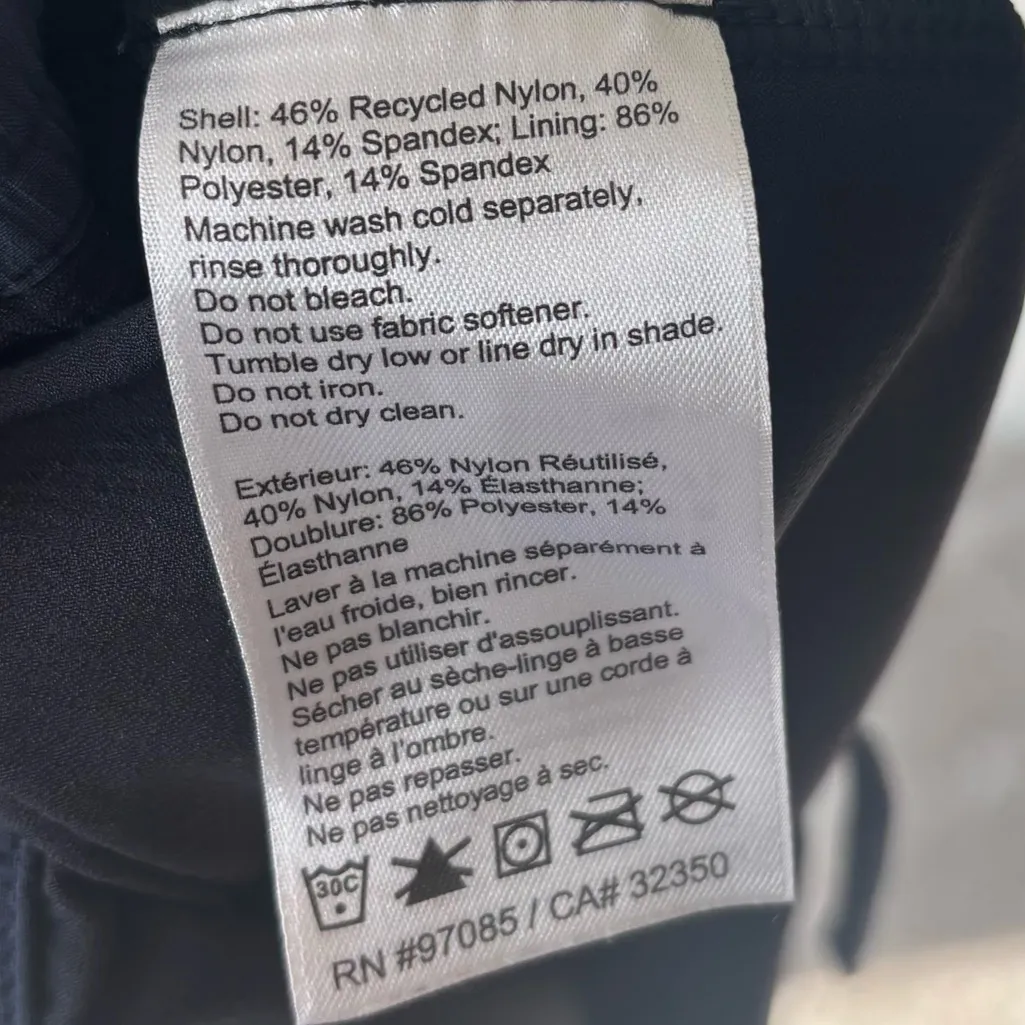 Shell: 46% Recycled Nylon, 40%
Nylon, 14% Spandex; Lining: 86%
Polyester, 14% Spandex
Machine wash cold separately,
rinse thoroughly.
Do not bleach.
Do not use fabric softener.
Tumble dry low or line dry in shade.
Do not iron.
Do not dry clean.
Extérieur: 46% Nylon Réutilisé,
40% Nylon, 14% Élasthanne;
Doublure: 86% Polyester, 14%
Élasthanne
Laver à la machine séparément à
l'eau froide, bien rincer.
Ne pas blanchir.
Ne pas utiliser d'assouplissant.
Sécher au sèche-linge à basse
température ou sur une corde à
linge à l'ombre.
Ne pas repasser.
Ne pas nettoyage à sec.
30C
RN #97085 / CA# 32350